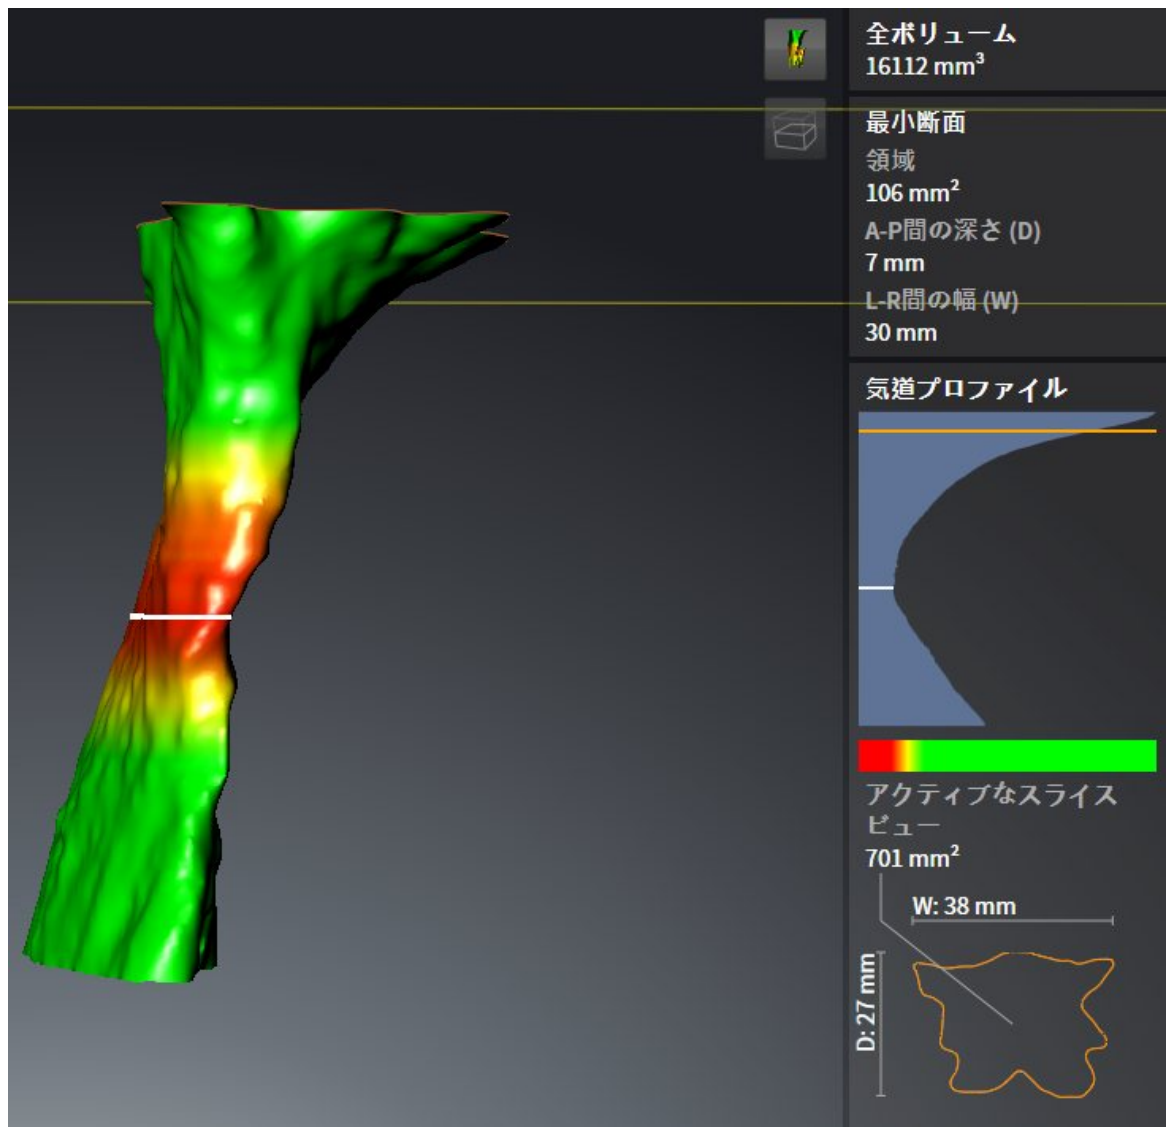 全ボリューム
16112 mm³
最小断面
領域
106 mm²
A-P間の深さ (D)
7 mm
L-R間の幅 (W)
30 mm
気道プロファイル
アクティブなスライス
ビュー
701 mm²
W: 38 mm
D: 27 mm